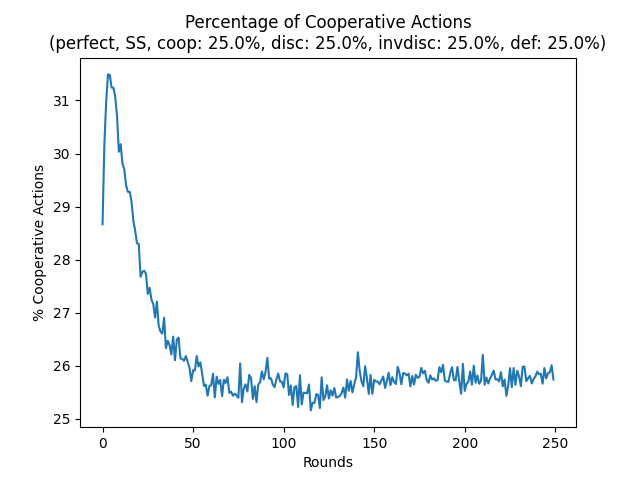 Percentage of Cooperative Actions
(perfect, SS, coop: 25.0%, disc: 25.0%, invdisc: 25.0%, def: 25.0%)
% Cooperative Actions
31
30
29
28
27
26
25
0 50 100 150 200 250
Rounds